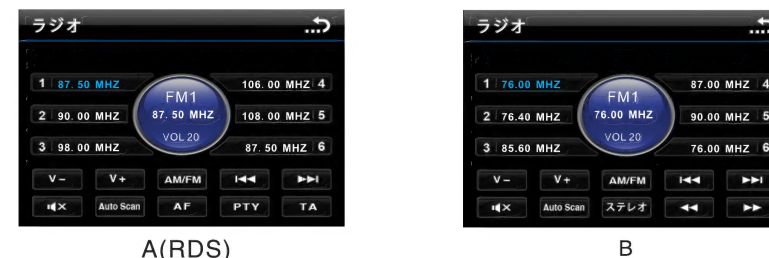 ラジオ
1 87.50 MHZ
FM1
106.00 MHZ 4
2 90.00 MHZ
87.50 MHZ
108.00 MHZ 5
VOL 20
3 98.00 MHZ
87.50 MHZ 6
V－ V+ AM/FM
Auto Scan AF PTY TA
A(RDS)
ラジオ
1 76.00 MHZ
FM1
87.00 MHZ 4
2 76.40 MHZ
76.00 MHZ
90.00 MHZ 5
VOL 20
3 85.60 MHZ
76.00 MHZ 6
V－ V+ AM/FM
Auto Scan ステレオ
B